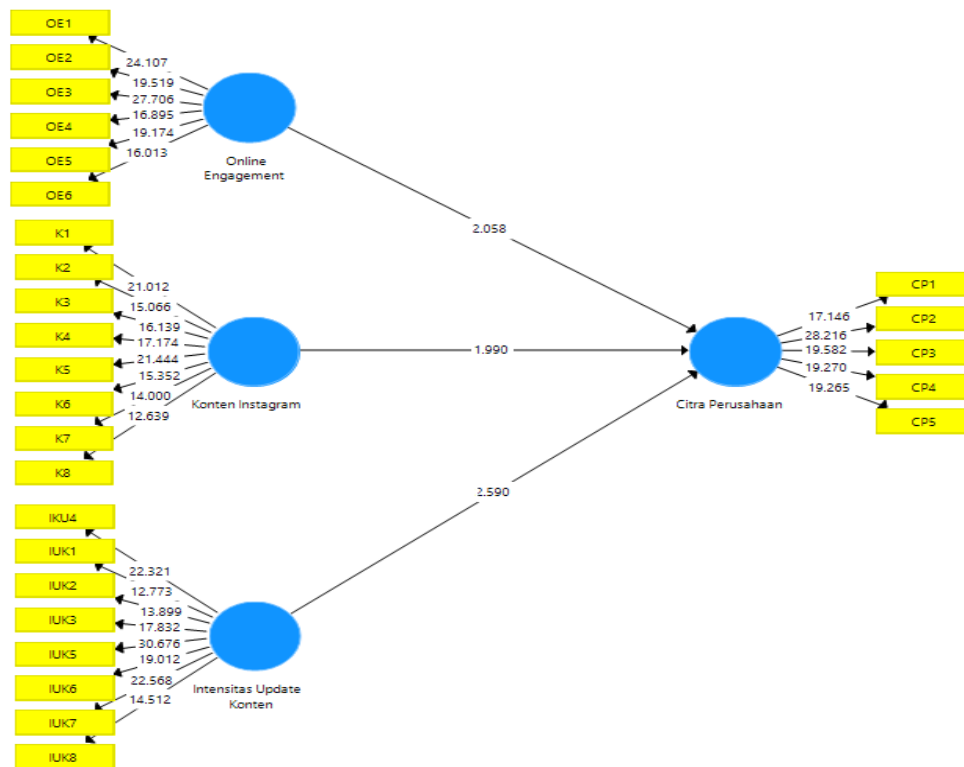 OE1
OE2
OE3
OE4
OE5
OE6
24.107
19.519
27.706
16.895
19.174
16.013
Online
Engagement
K1
K2
K3
K4
K5
K6
K7
K8
21.012
15.066
16.139
17.174
21.444
15.352
14.000
12.639
Konten Instagram
IKU4
IUK1
IUK2
IUK3
IUK5
IUK6
IUK7
IUK8
22.321
12.773
13.899
17.832
30.676
19.012
22.568
14.512
Intensitas Update
Konten
2.058
1.990
2.590
Citra Perusahaan
17.146
28.216
19.582
19.270
19.265
CP1
CP2
CP3
CP4
CP5